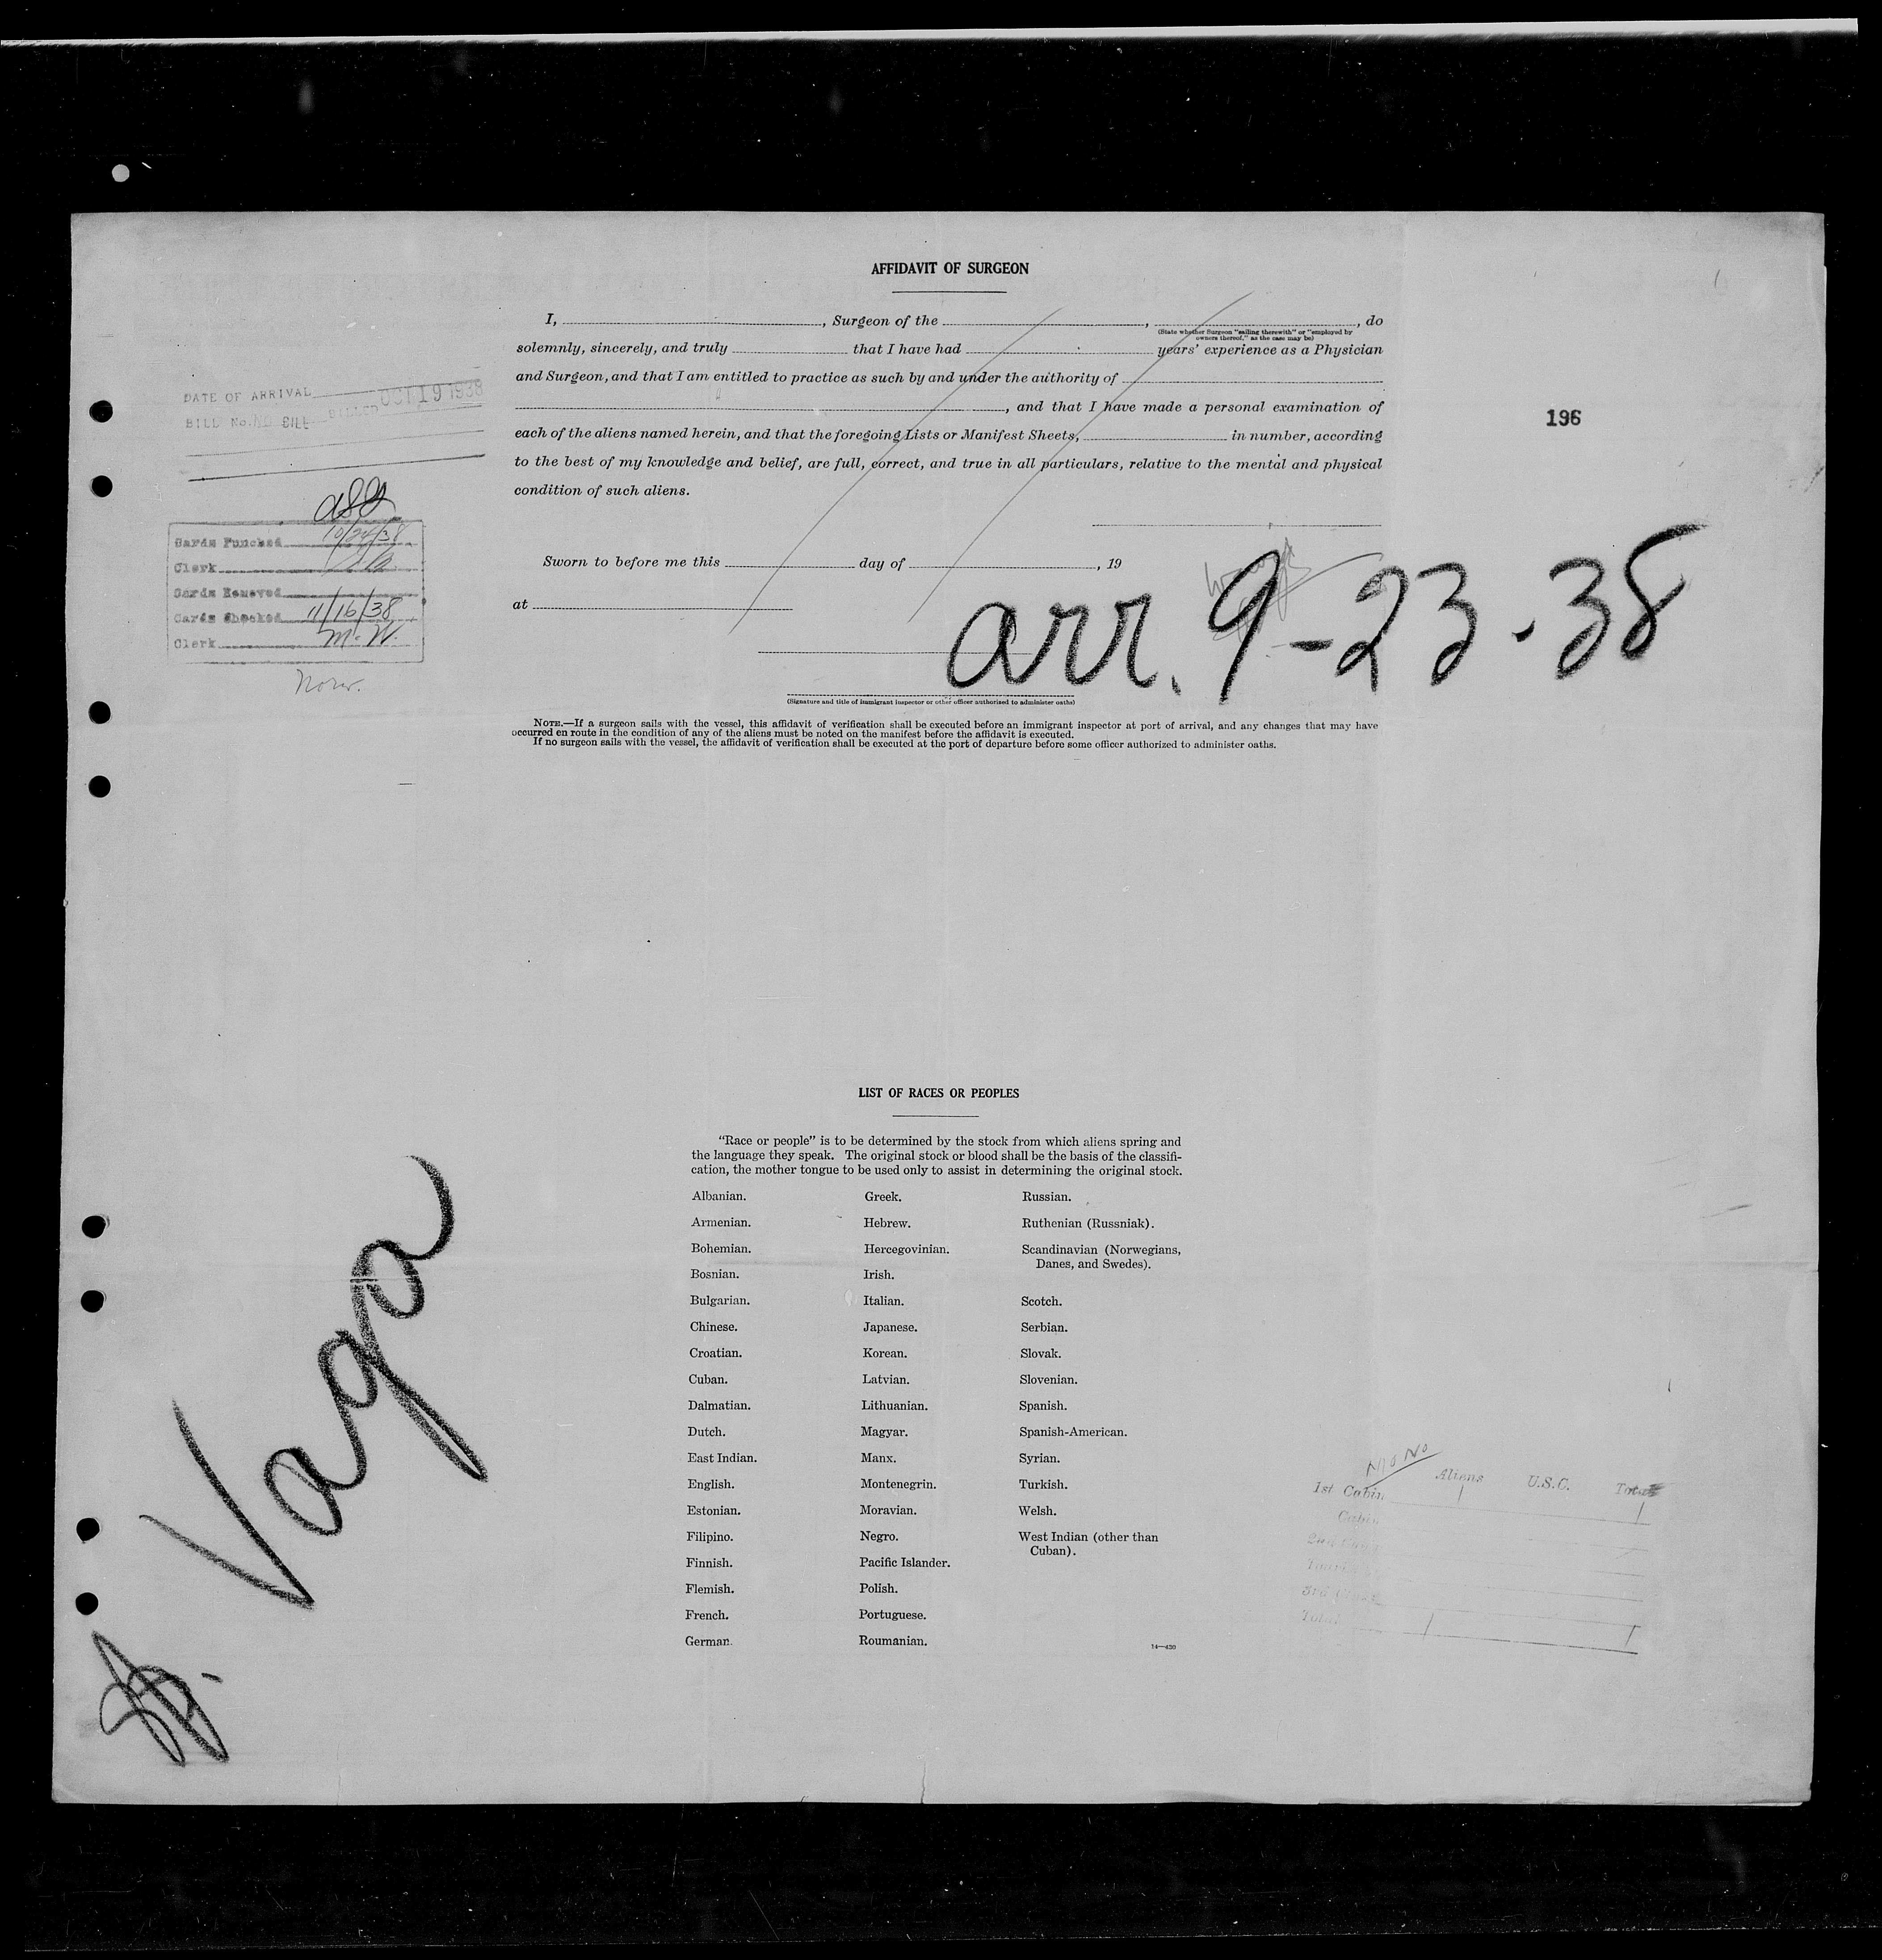 AFFIDAVIT OF SURGEON
I, , Surgeon of the , , do
(State whether Surgeon "sailing therewith" or "employed by
owners thereof," as the case may be)
solemnly, sincerely, and truly that I have had years' experience as a Physician
and Surgeon, and that I am entitled to practice as such by and under the authority of
, and that I have made a personal examination of
each of the aliens named herein, and that the foregoing Lists or Manifest Sheets, in number, according
to the best of my knowledge and belief, are full, correct, and true in all particulars, relative to the mental and physical
condition of such aliens.
Sworn to before me this day of , 19
at
(Signature and title of immigrant inspector or other officer authorized to administer oaths)
NOTE.—If a surgeon sails with the vessel, this affidavit of verification shall be executed before an immigrant inspector at port of arrival, and any changes that may have
occurred en route in the condition of any of the aliens must be noted on the manifest before the affidavit is executed.
If no surgeon sails with the vessel, the affidavit of verification shall be executed at the port of departure before some officer authorized to administer oaths.
DATE OF ARRIVAL
BILLED OCT 19 1938
BILL No. NO BILL
Cards Punched 10/24/38
Clerk
Cards Removed
Cards Checked 11/16/38
Clerk McW.
Norw.
196
arr. 9-23-38
LIST OF RACES OR PEOPLES
"Race or people" is to be determined by the stock from which aliens spring and
the language they speak. The original stock or blood shall be the basis of the classifi-
cation, the mother tongue to be used only to assist in determining the original stock.
Albanian.
Armenian.
Bohemian.
Bosnian.
Bulgarian.
Chinese.
Croatian.
Cuban.
Dalmatian.
Dutch.
East Indian.
English.
Estonian.
Filipino.
Finnish.
Flemish.
French.
German.
Greek.
Hebrew.
Hercegovinian.
Irish.
Italian.
Japanese.
Korean.
Latvian.
Lithuanian.
Magyar.
Manx.
Montenegrin.
Moravian.
Negro.
Pacific Islander.
Polish.
Portuguese.
Roumanian.
Russian.
Ruthenian (Russniak).
Scandinavian (Norwegians,
Danes, and Swedes).
Scotch.
Serbian.
Slovak.
Slovenian.
Spanish.
Spanish-American.
Syrian.
Turkish.
Welsh.
West Indian (other than
Cuban).
14—430
Vaga
Aliens U.S.C. Total
1st Cabin 1 1
Cabin
2nd Cabin
3rd Class
Total 1 1